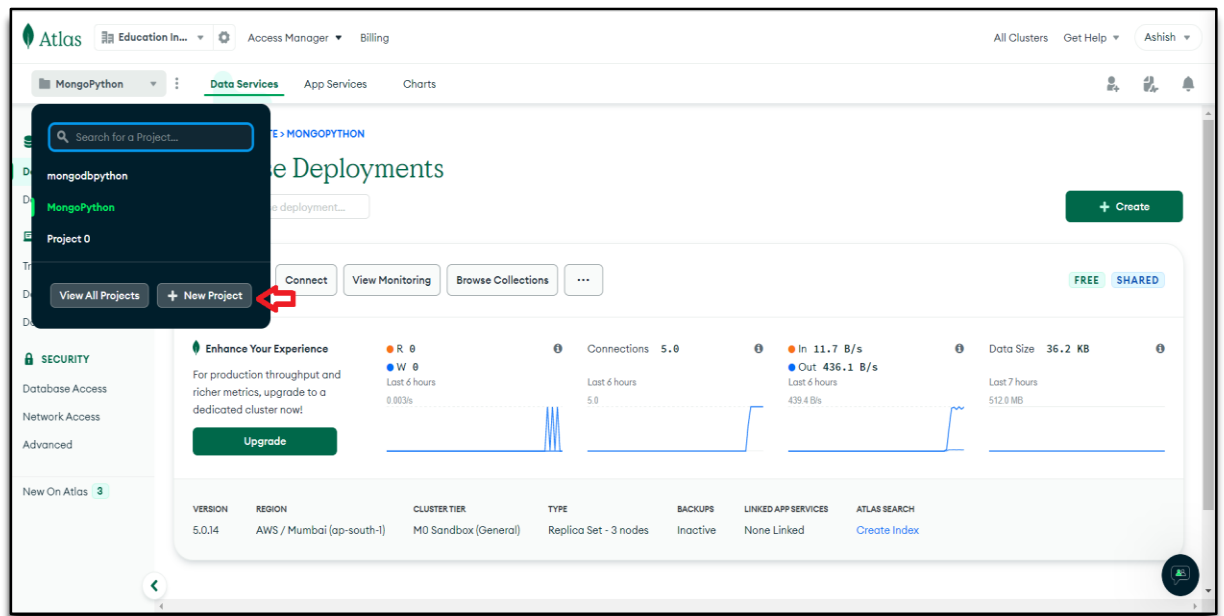 Atlas
Education In...
Access Manager
Billing
All Clusters
Get Help
Ashish
MongoPython
Data Services
App Services
Charts
Search for a Project...
mongodbpython
MongoPython
Project 0
View All Projects
+ New Project
TE > MONGOPYTHON
se Deployments
se deployment...
+ Create
Connect
View Monitoring
Browse Collections
...
FREE
SHARED
SECURITY
Database Access
Network Access
Advanced
New On Atlas 3
Enhance Your Experience
For production throughput and
richer metrics, upgrade to a
dedicated cluster now!
Upgrade
R 0
W 0
Last 6 hours
0.003/s
Connections 5.0
Last 6 hours
5.0
In 11.7 B/s
Out 436.1 B/s
Last 6 hours
439.4 B/s
Data Size 36.2 KB
Last 7 hours
512.0 MB
VERSION
REGION
CLUSTER TIER
TYPE
BACKUPS
LINKED APP SERVICES
ATLAS SEARCH
5.0.14
AWS / Mumbai (ap-south-1)
M0 Sandbox (General)
Replica Set - 3 nodes
Inactive
None Linked
Create Index